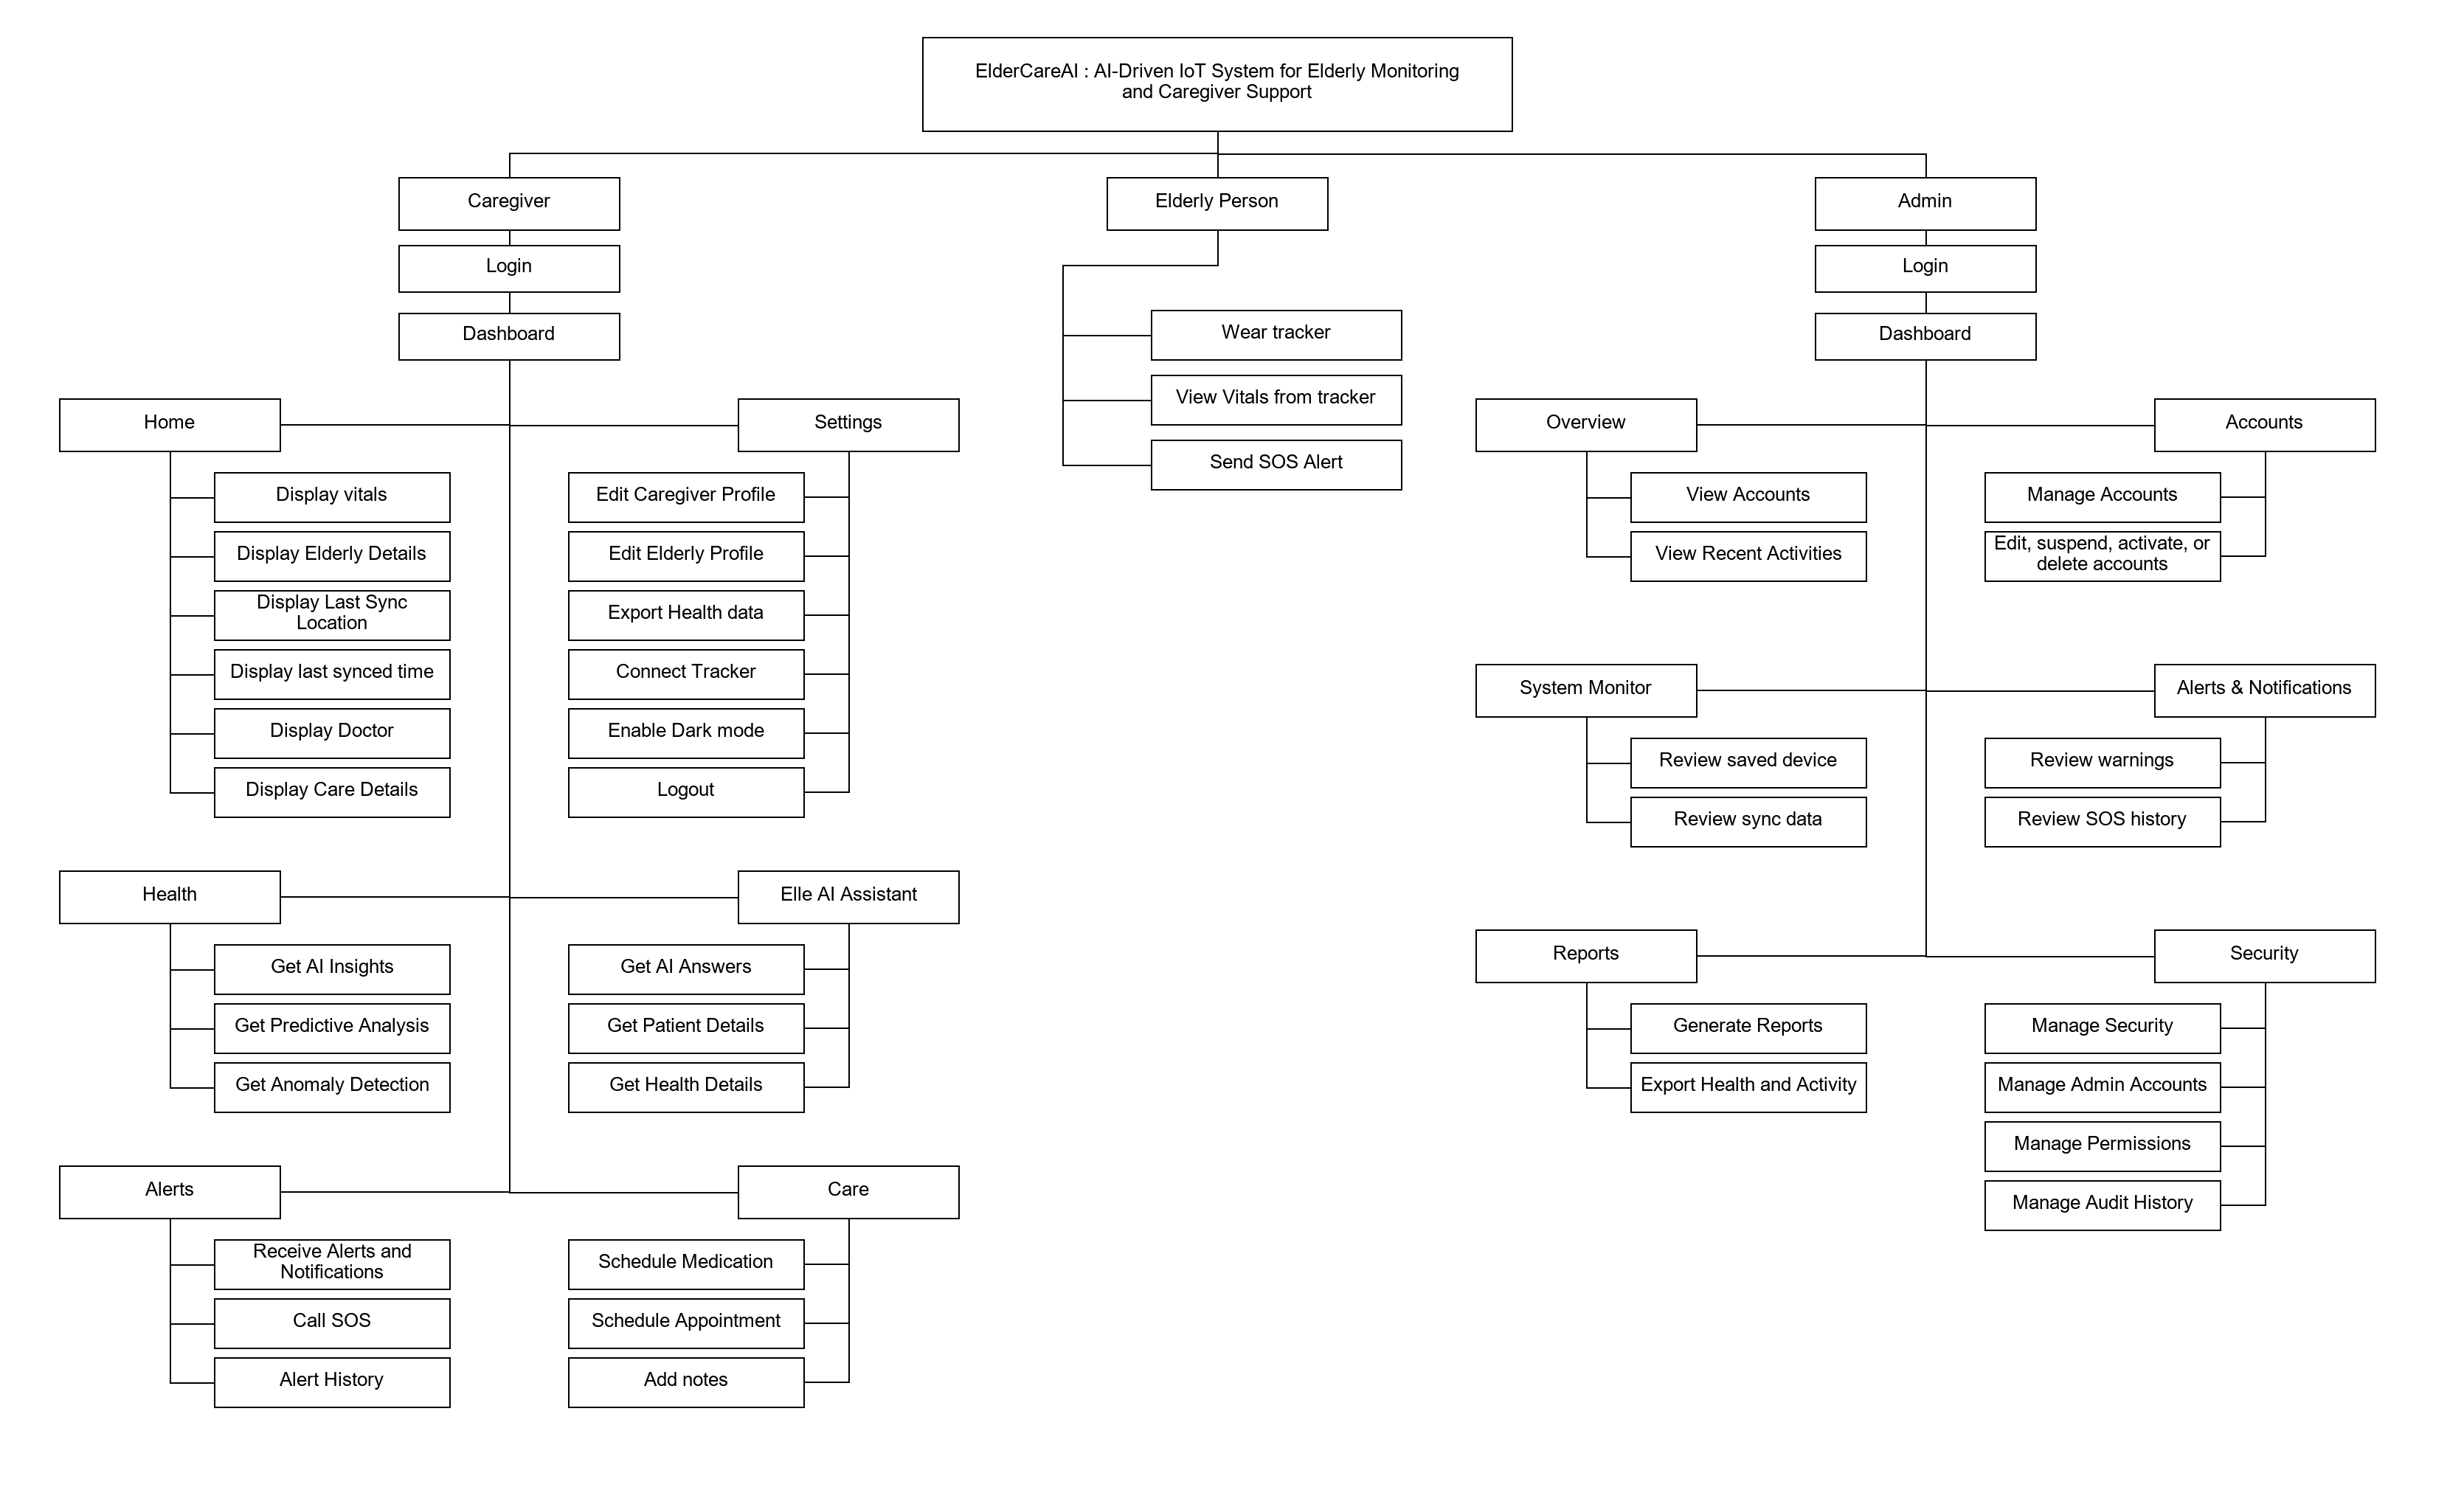 ElderCareAI : AI-Driven IoT System for Elderly Monitoring
and Caregiver Support
Caregiver
Elderly Person
Admin
Login
Login
Dashboard
Dashboard
Wear tracker
View Vitals from tracker
Send SOS Alert
Home
Display vitals
Display Elderly Details
Display Last Sync
Location
Display last synced time
Display Doctor
Display Care Details
Settings
Edit Caregiver Profile
Edit Elderly Profile
Export Health data
Connect Tracker
Enable Dark mode
Logout
Health
Get AI Insights
Get Predictive Analysis
Get Anomaly Detection
Elle AI Assistant
Get AI Answers
Get Patient Details
Get Health Details
Alerts
Receive Alerts and
Notifications
Call SOS
Alert History
Care
Schedule Medication
Schedule Appointment
Add notes
Overview
View Accounts
View Recent Activities
Accounts
Manage Accounts
Edit, suspend, activate, or
delete accounts
System Monitor
Review saved device
Review sync data
Alerts & Notifications
Review warnings
Review SOS history
Reports
Generate Reports
Export Health and Activity
Security
Manage Security
Manage Admin Accounts
Manage Permissions
Manage Audit History